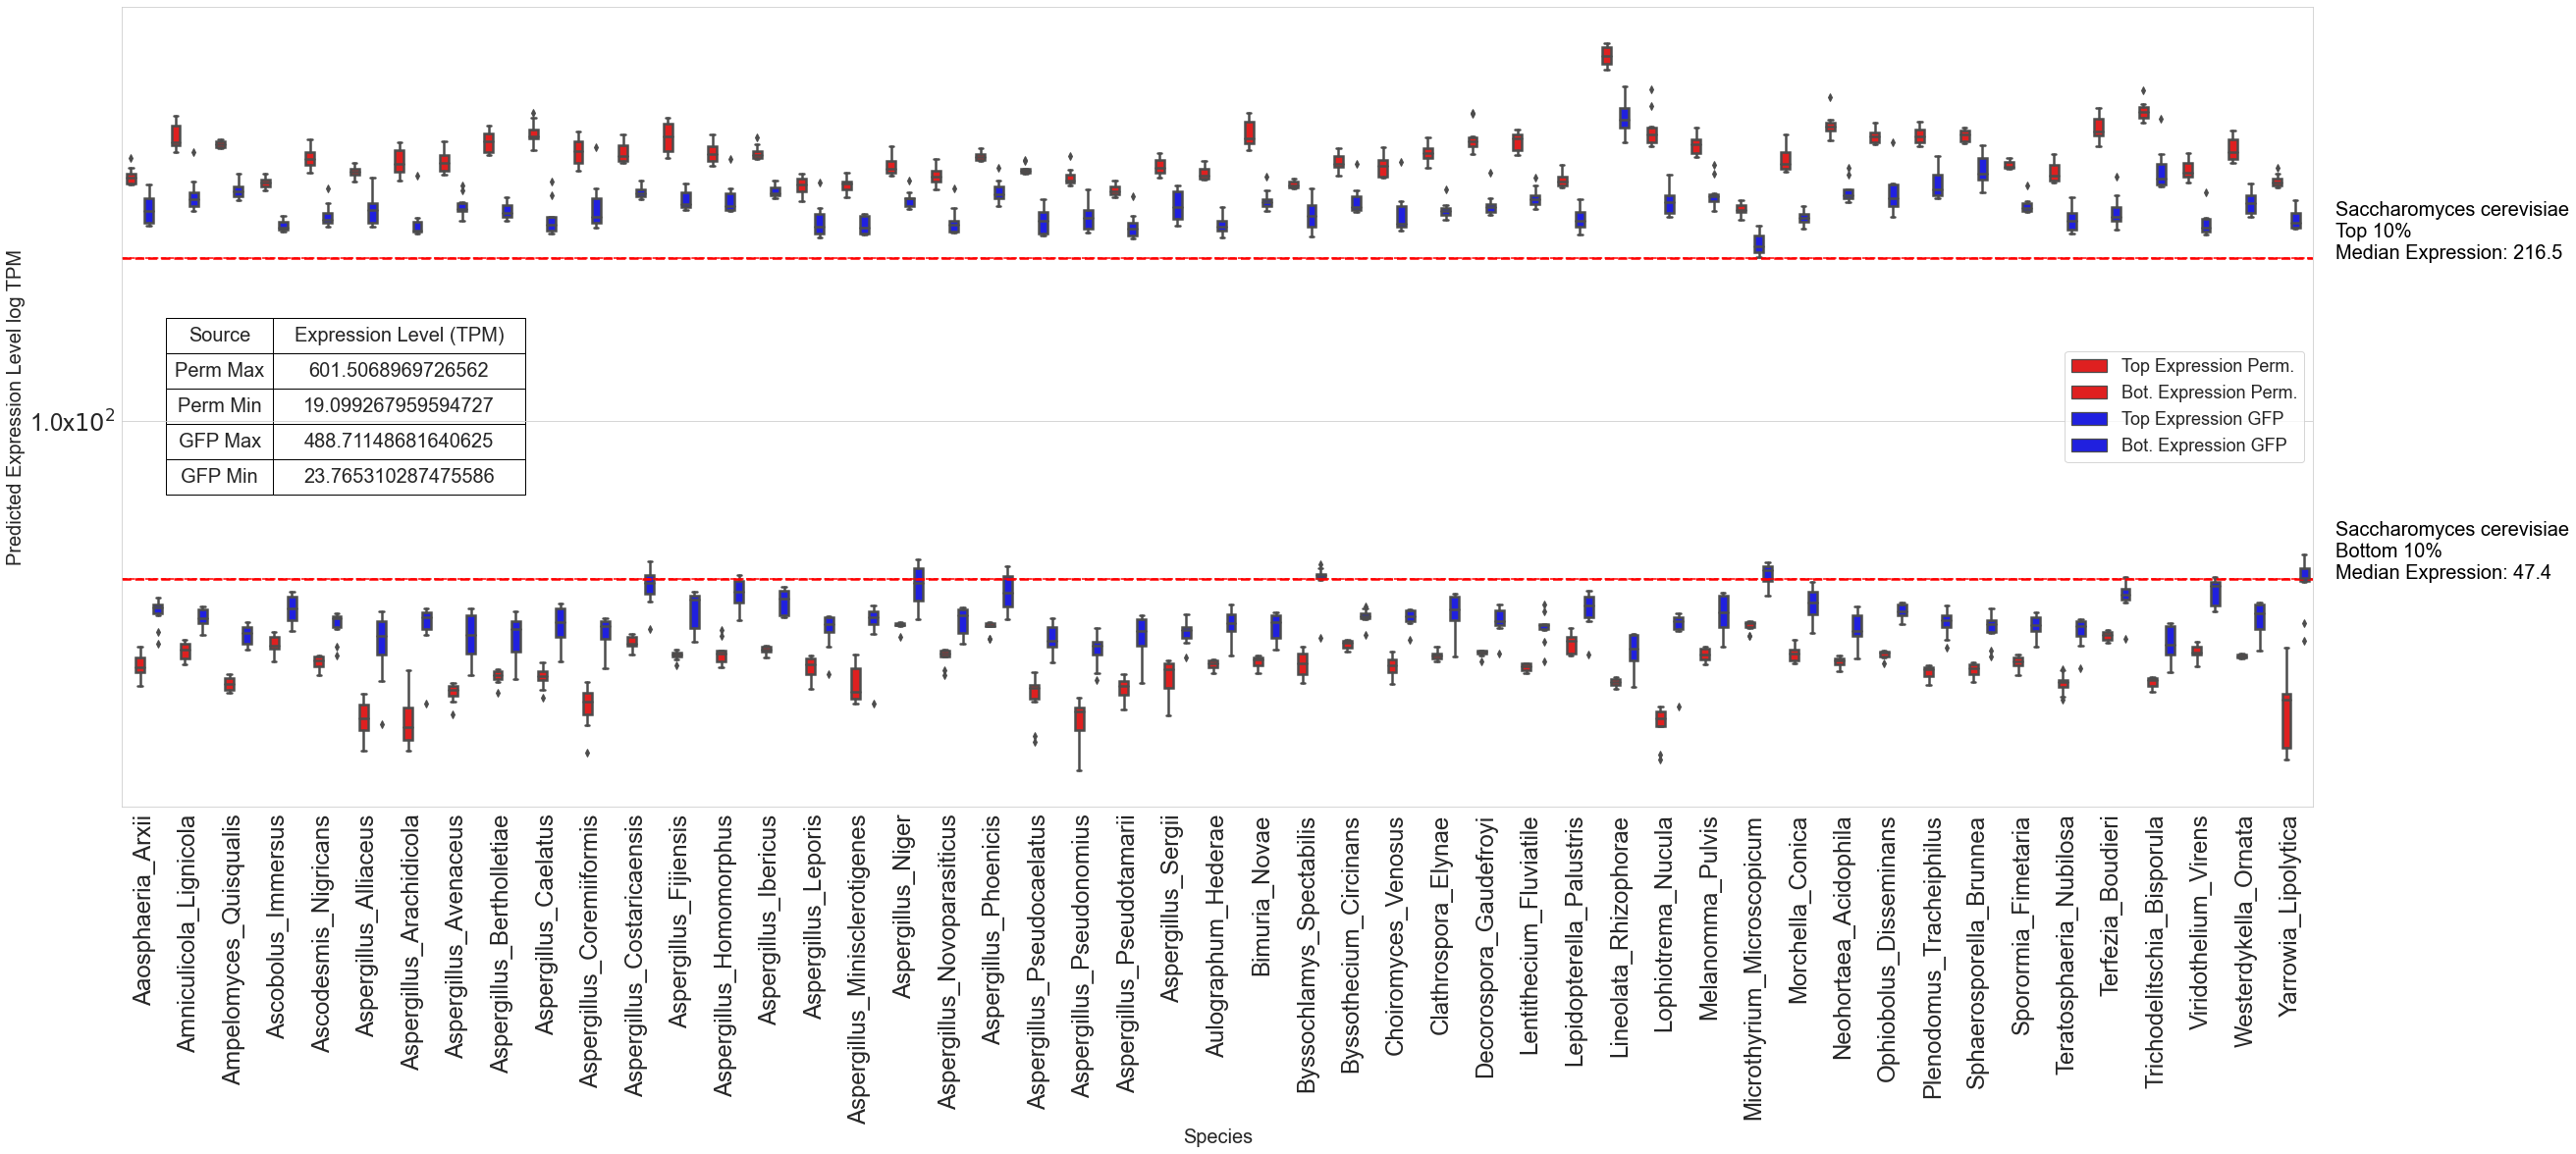 Predicted Expression Level log TPM
1.0x10²
Source Expression Level (TPM)
Perm Max 601.5068969726562
Perm Min 19.099267959594727
GFP Max 488.71148681640625
GFP Min 23.765310287475586
Top Expression Perm.
Bot. Expression Perm.
Top Expression GFP
Bot. Expression GFP
Saccharomyces cerevisiae
Top 10%
Median Expression: 216.5
Saccharomyces cerevisiae
Bottom 10%
Median Expression: 47.4
Aaosphaeria_Arxii
Amniculicola_Lignicola
Ampelomyces_Quisqualis
Ascobolus_Immersus
Ascodesmis_Nigricans
Aspergillus_Alliaceus
Aspergillus_Arachidicola
Aspergillus_Avenaceus
Aspergillus_Bertholletiae
Aspergillus_Caelatus
Aspergillus_Coremiiformis
Aspergillus_Costaricaensis
Aspergillus_Fijiensis
Aspergillus_Homomorphus
Aspergillus_Ibericus
Aspergillus_Leporis
Aspergillus_Minisclerotigenes
Aspergillus_Niger
Aspergillus_Novoparasiticus
Aspergillus_Phoenicis
Aspergillus_Pseudocaelatus
Aspergillus_Pseudonomius
Aspergillus_Pseudotamarii
Aspergillus_Sergii
Aulographum_Hederae
Bimuria_Novae
Byssochlamys_Spectabilis
Byssothecium_Circinans
Choiromyces_Venosus
Clathrospora_Elynae
Decorospora_Gaudefroyi
Lentithecium_Fluviatile
Lepidopterella_Palustris
Lineolata_Rhizophorae
Lophiotrema_Nucula
Melanomma_Pulvis
Microthyrium_Microscopicum
Morchella_Conica
Neohortaea_Acidophila
Ophiobolus_Disseminans
Plenodomus_Tracheiphilus
Sphaerosporella_Brunnea
Sporormia_Fimetaria
Teratosphaeria_Nubilosa
Terfezia_Boudieri
Trichodelitschia_Bisporula
Viridothelium_Virens
Westerdykella_Ornata
Yarrowia_Lipolytica
Species